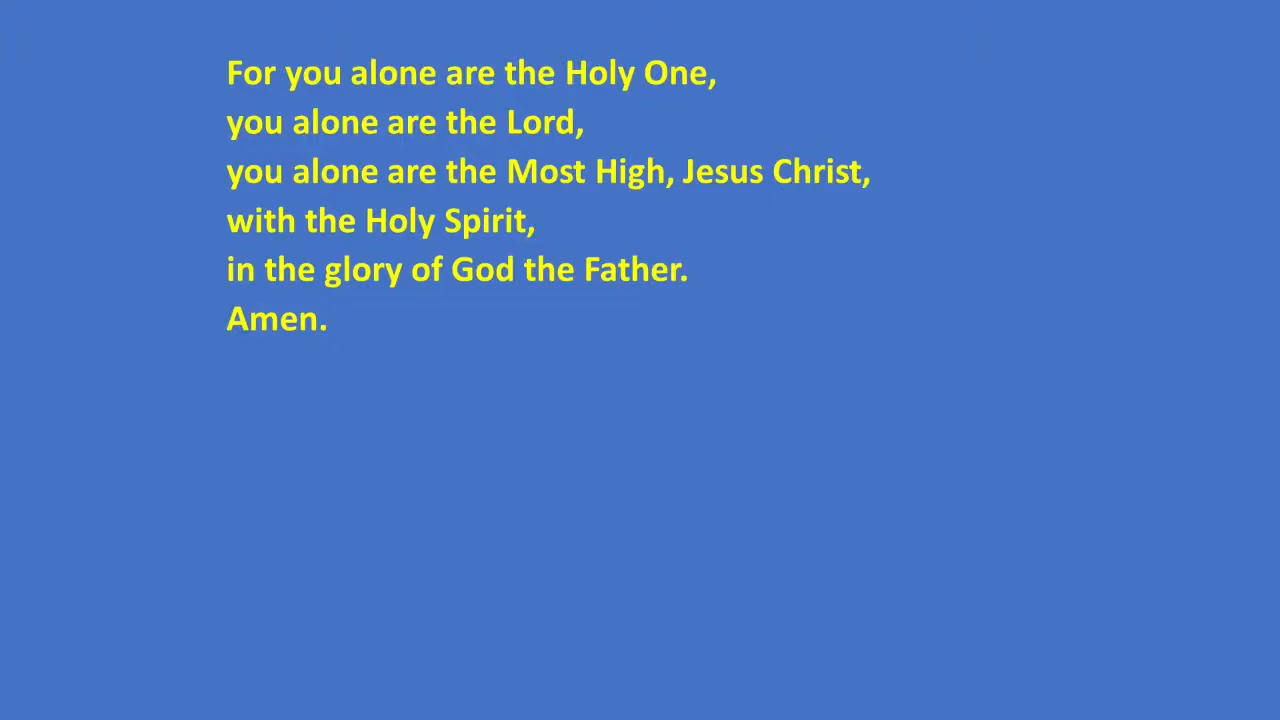 For you alone are the Holy One,
you alone are the Lord,
you alone are the Most High, Jesus Christ,
with the Holy Spirit,
in the glory of God the Father.
Amen.